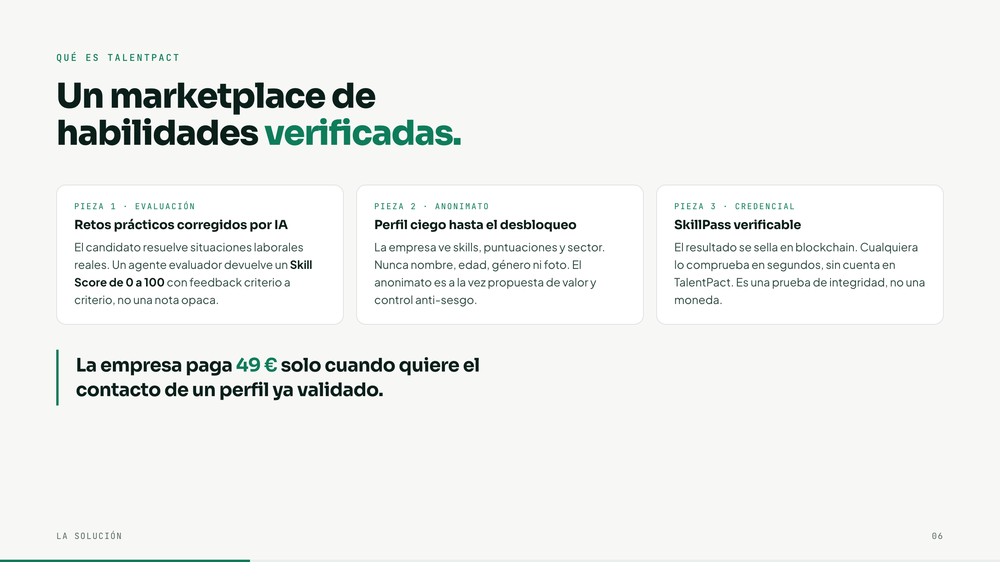 QUÉ ES TALENTPACT
Un marketplace de
habilidades verificadas.
PIEZA 1 · EVALUACIÓN
Retos prácticos corregidos por IA
El candidato resuelve situaciones laborales
reales. Un agente evaluador devuelve un Skill
Score de 0 a 100 con feedback criterio a
criterio, no una nota opaca.
PIEZA 2 · ANONIMATO
Perfil ciego hasta el desbloqueo
La empresa ve skills, puntuaciones y sector.
Nunca nombre, edad, género ni foto. El
anonimato es a la vez propuesta de valor y
control anti-sesgo.
PIEZA 3 · CREDENCIAL
SkillPass verificable
El resultado se sella en blockchain. Cualquiera
lo comprueba en segundos, sin cuenta en
TalentPact. Es una prueba de integridad, no una
moneda.
La empresa paga 49 € solo cuando quiere el
contacto de un perfil ya validado.
LA SOLUCIÓN
06